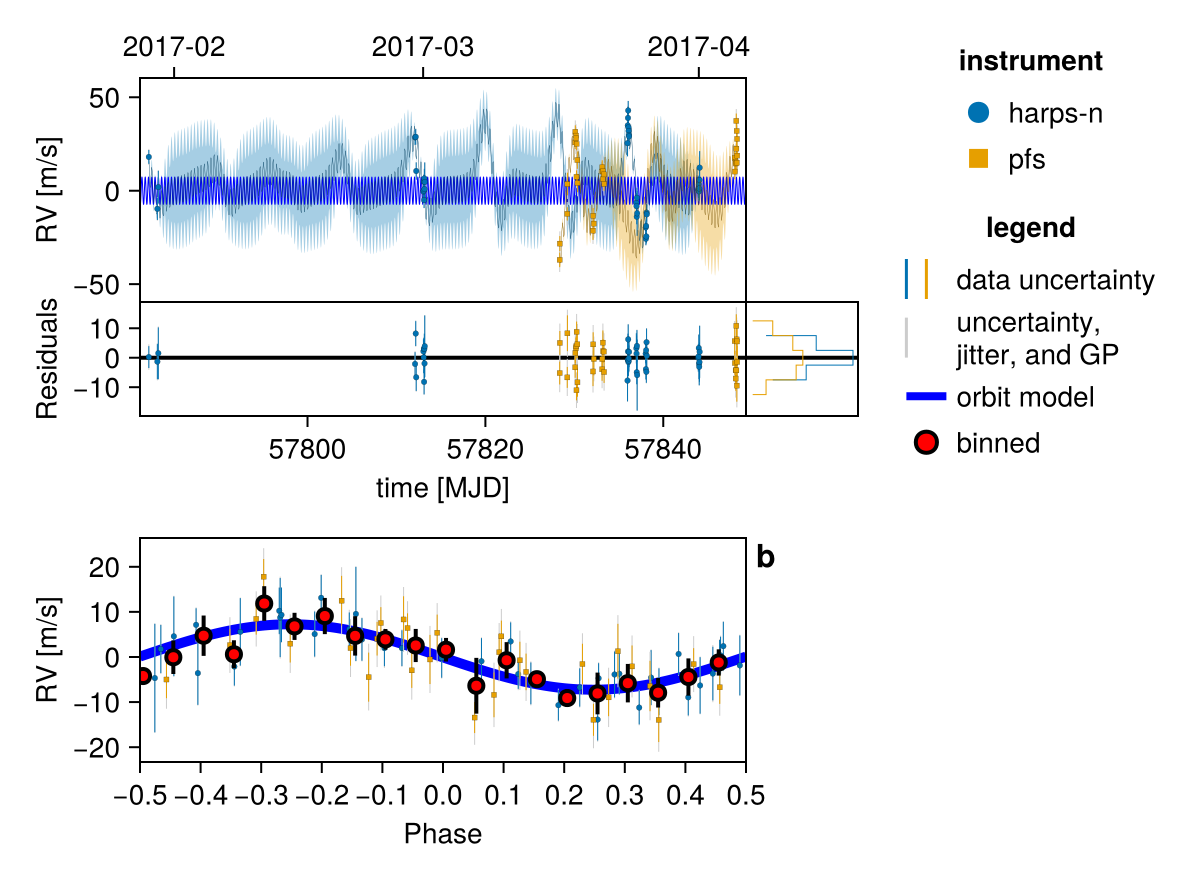 2017-02 2017-03 2017-04
50
0
−50
RV [m/s]
10
0
−10
Residuals
57800 57820 57840
time [MJD]
instrument
harps-n
pfs
legend
data uncertainty
uncertainty,
jitter, and GP
orbit model
binned
b
20
10
0
−10
−20
RV [m/s]
−0.5 −0.4 −0.3 −0.2 −0.1 0.0 0.1 0.2 0.3 0.4 0.5
Phase